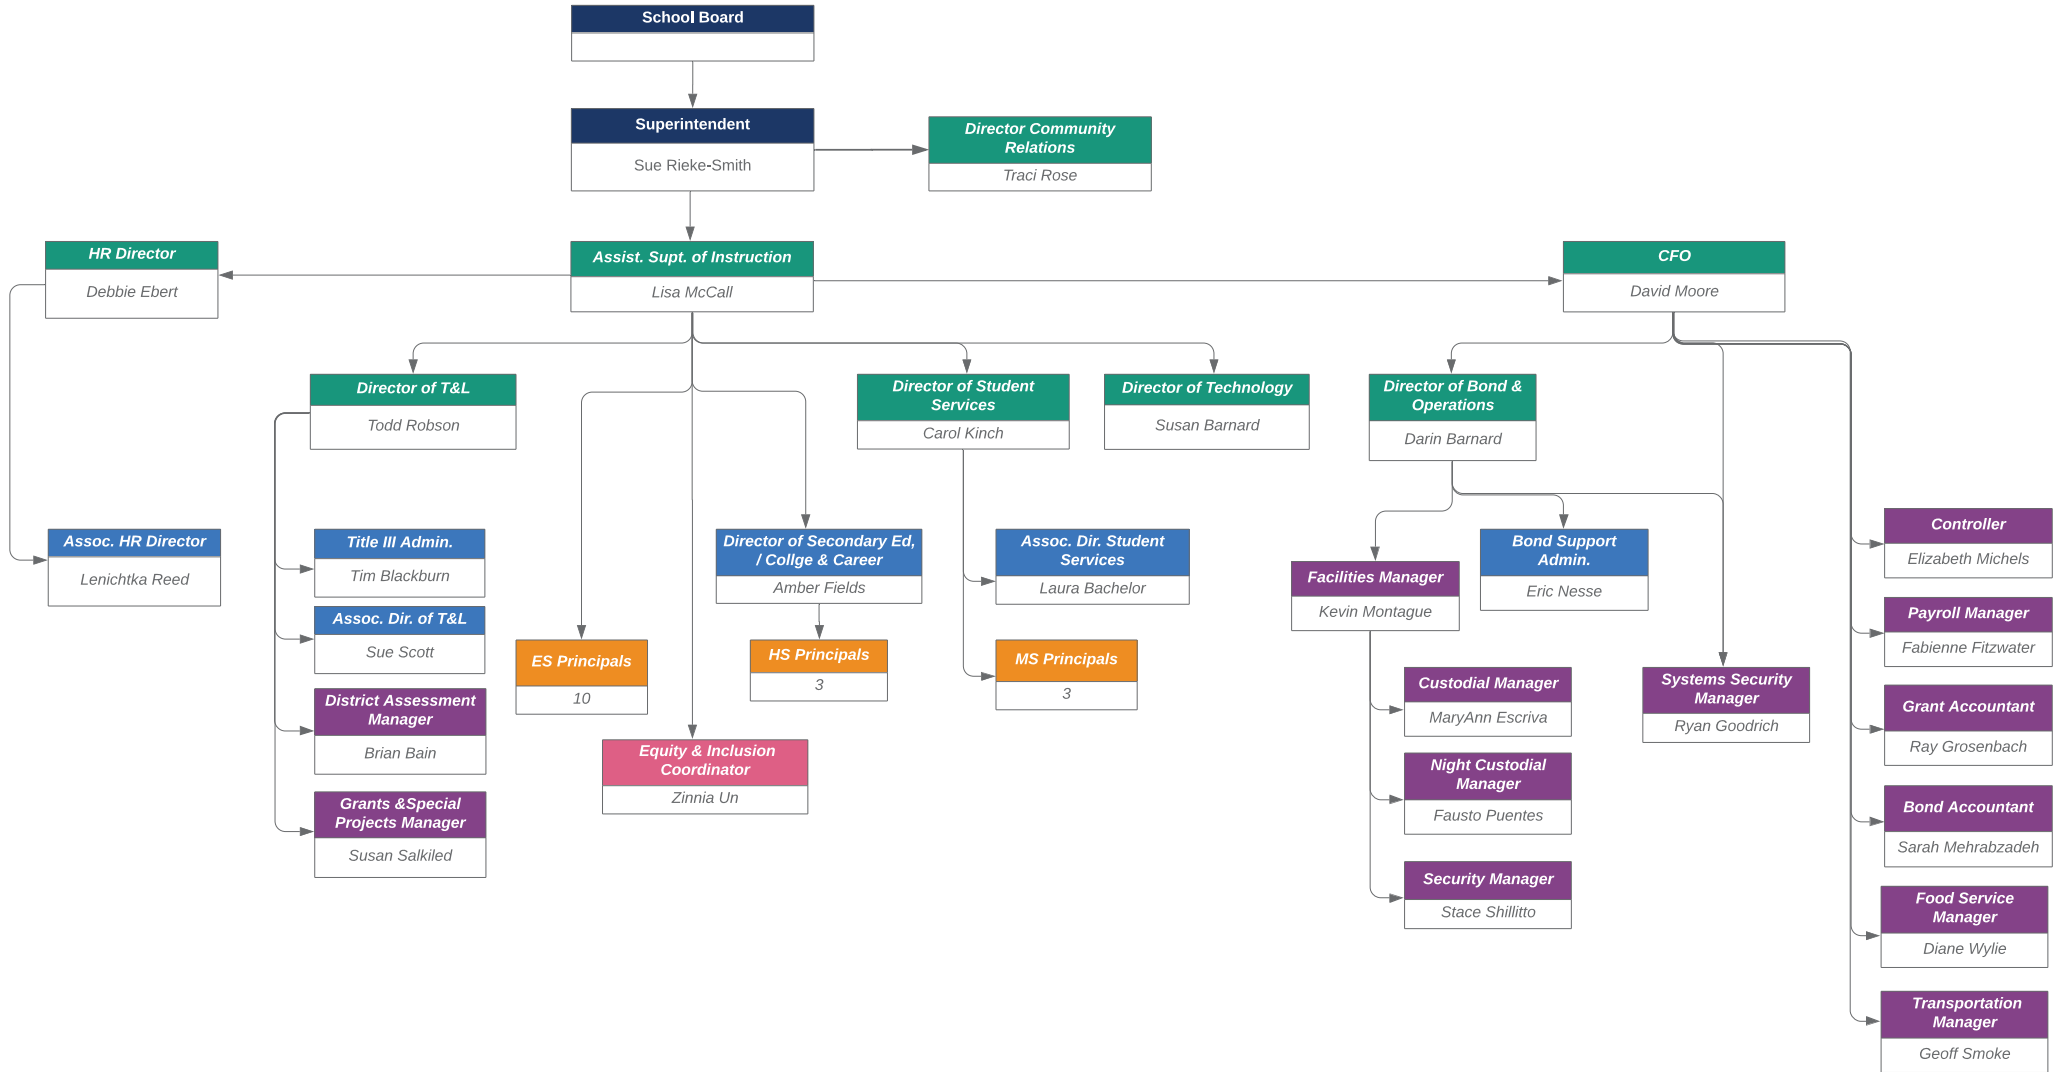 School Board
Superintendent
Sue Rieke-Smith
Director Community
Relations
Traci Rose
HR Director
Debbie Ebert
Assist. Supt. of Instruction
Lisa McCall
CFO
David Moore
Director of T&L
Todd Robson
Director of Student
Services
Carol Kinch
Director of Technology
Susan Barnard
Director of Bond &
Operations
Darin Barnard
Assoc. HR Director
Lenichtka Reed
Title III Admin.
Tim Blackburn
Assoc. Dir. of T&L
Sue Scott
District Assessment
Manager
Brian Bain
Grants &Special
Projects Manager
Susan Salkiled
ES Principals
10
Equity & Inclusion
Coordinator
Zinnia Un
Director of Secondary Ed,
/ Collge & Career
Amber Fields
HS Principals
3
Assoc. Dir. Student
Services
Laura Bachelor
MS Principals
3
Facilities Manager
Kevin Montague
Bond Support
Admin.
Eric Nesse
Custodial Manager
MaryAnn Escriva
Night Custodial
Manager
Fausto Puentes
Security Manager
Stace Shillitto
Systems Security
Manager
Ryan Goodrich
Controller
Elizabeth Michels
Payroll Manager
Fabienne Fitzwater
Grant Accountant
Ray Grosenbach
Bond Accountant
Sarah Mehrabzadeh
Food Service
Manager
Diane Wylie
Transportation
Manager
Geoff Smoke